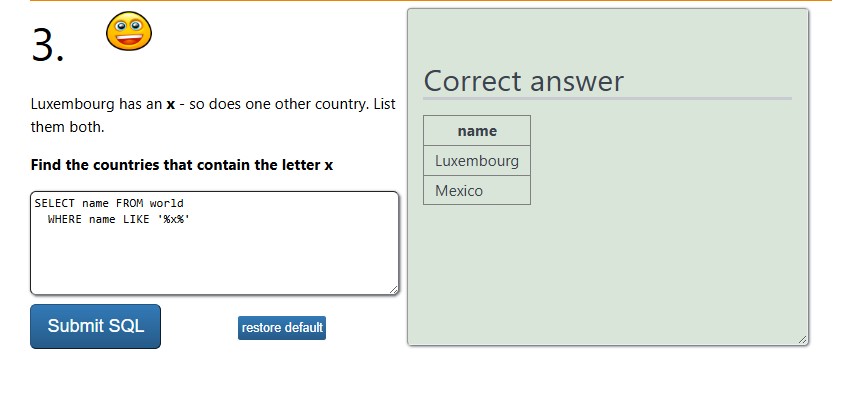 3.
Luxembourg has an x - so does one other country. List
them both.
Find the countries that contain the letter x
SELECT name FROM world
WHERE name LIKE '%x%'
Submit SQL
restore default
Correct answer
name
Luxembourg
Mexico